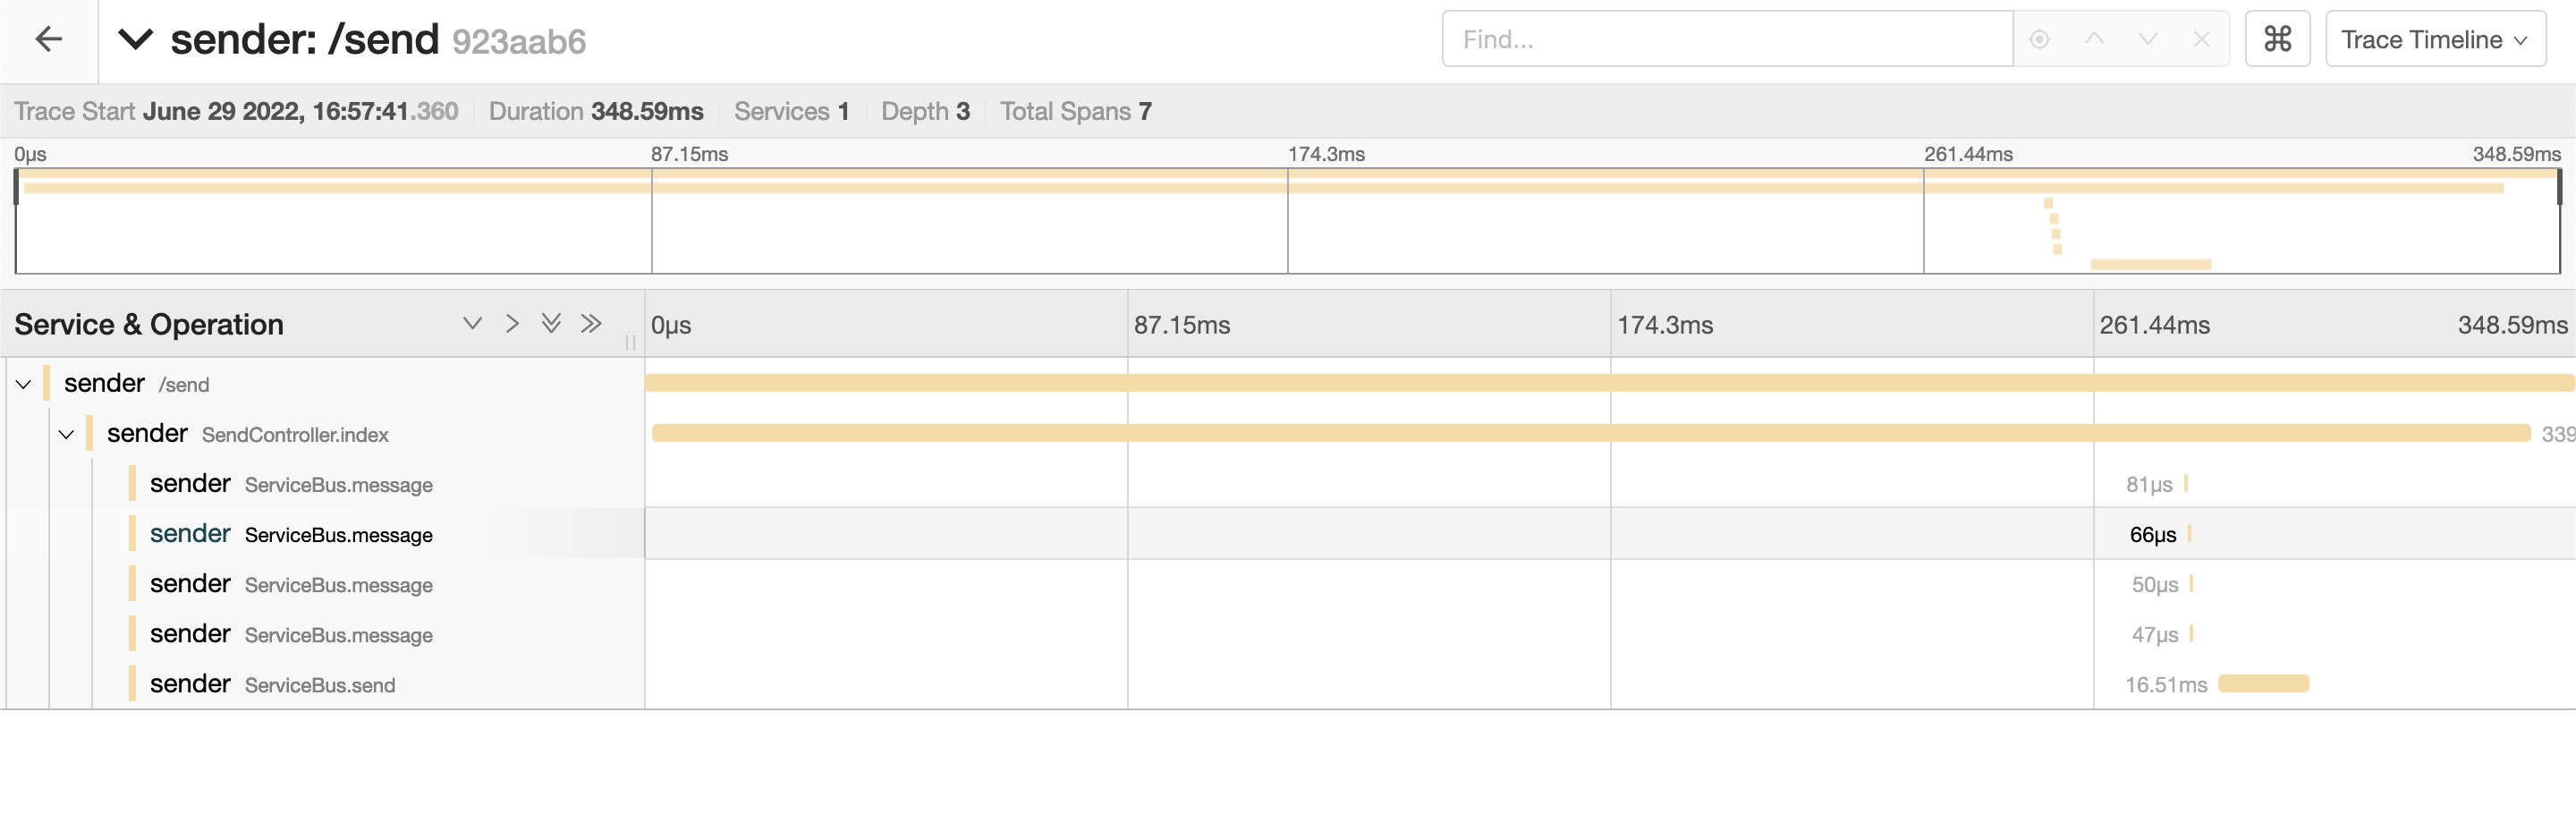 sender: /send 923aab6 Find... ⌘ Trace Timeline
Trace Start June 29 2022, 16:57:41.360 Duration 348.59ms Services 1 Depth 3 Total Spans 7
0μs 87.15ms 174.3ms 261.44ms 348.59ms
Service & Operation 0μs 87.15ms 174.3ms 261.44ms 348.59ms
sender /send
sender SendController.index 339
sender ServiceBus.message 81μs
sender ServiceBus.message 66μs
sender ServiceBus.message 50μs
sender ServiceBus.message 47μs
sender ServiceBus.send 16.51ms